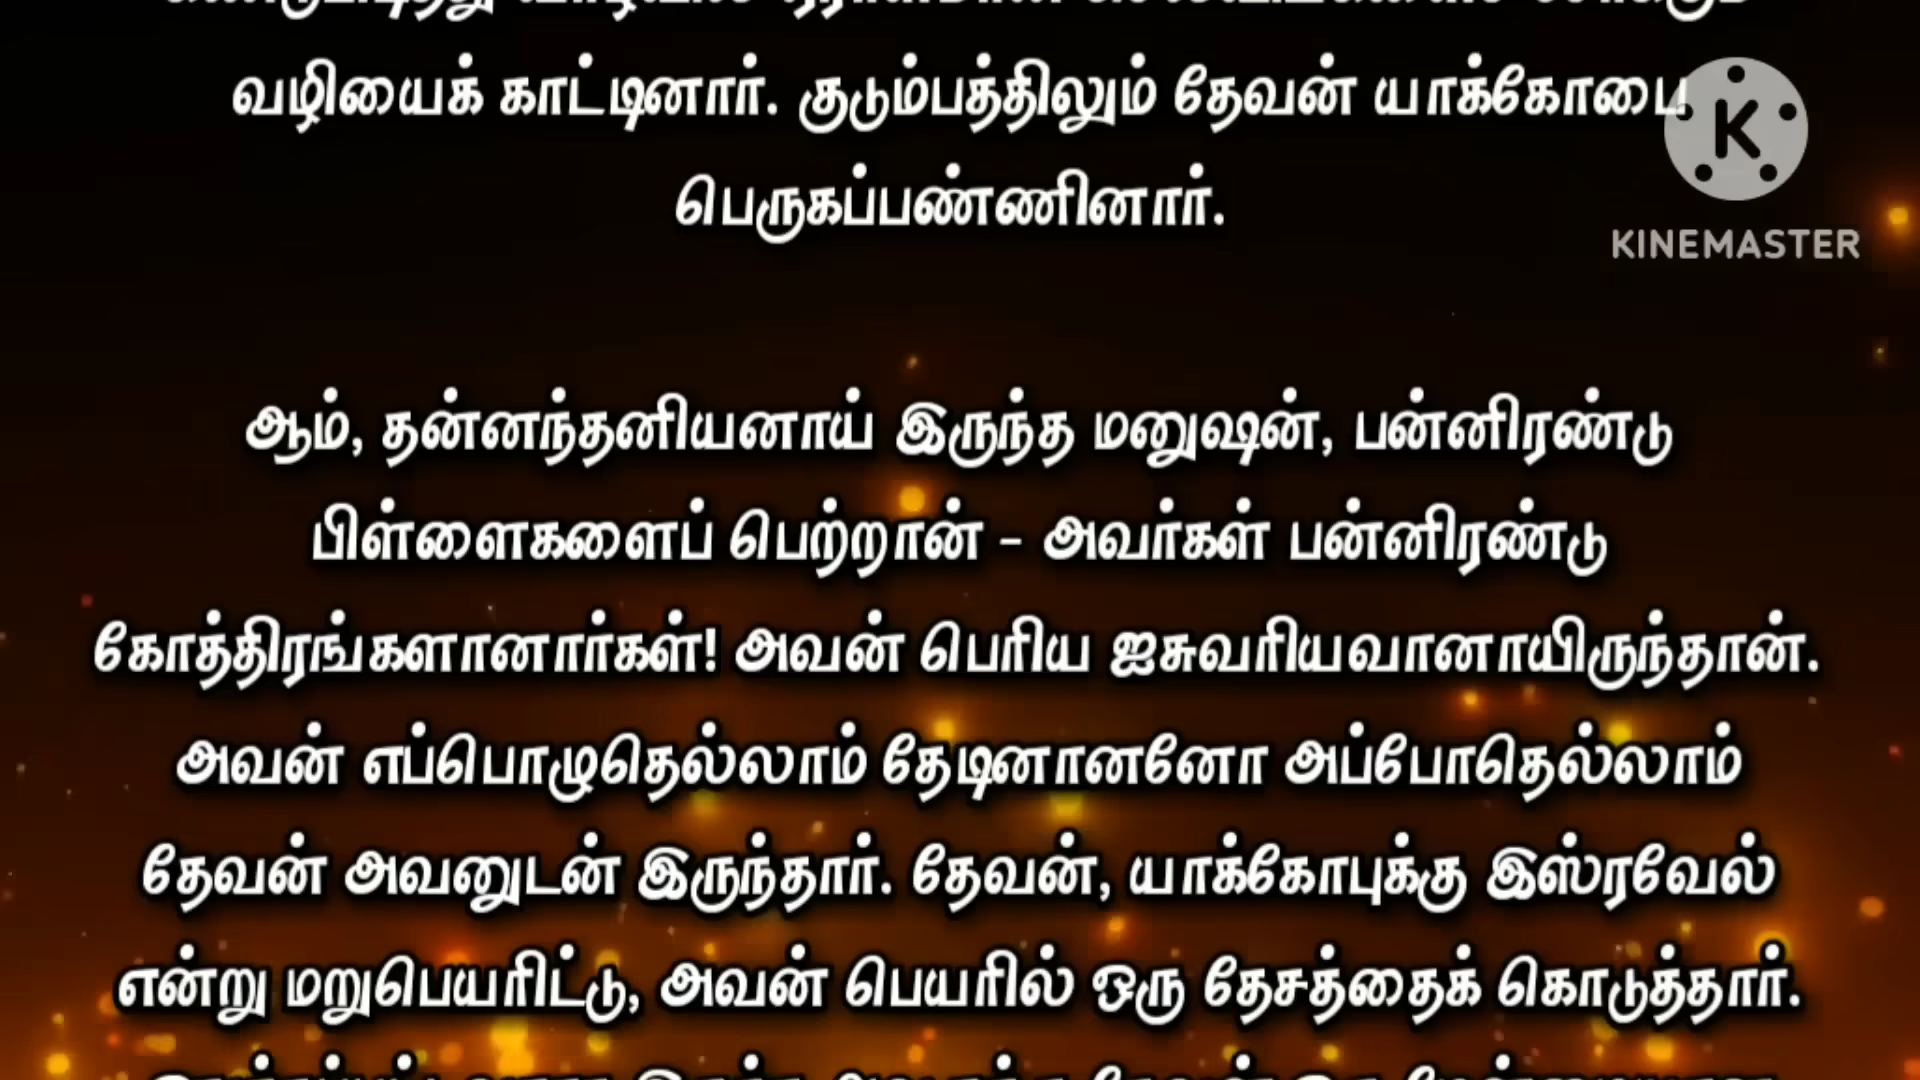 வழியைக் காட்டினார். குடும்பத்திலும் தேவன் யாக்கோபை
பெருகப்பண்ணினார்.
K
KINEMASTER
ஆம், தன்னந்தனியனாய் இருந்த மனுஷன், பன்னிரண்டு
பிள்ளைகளைப் பெற்றான் - அவர்கள் பன்னிரண்டு
கோத்திரங்களானார்கள்! அவன் பெரிய ஐசுவரியவானாயிருந்தான்.
அவன் எப்பொழுதெல்லாம் தேடினானனோ அப்போதெல்லாம்
தேவன் அவனுடன் இருந்தார். தேவன், யாக்கோபுக்கு இஸ்ரவேல்
என்று மறுபெயரிட்டு, அவன் பெயரில் ஒரு தேசத்தைக் கொடுத்தார்.